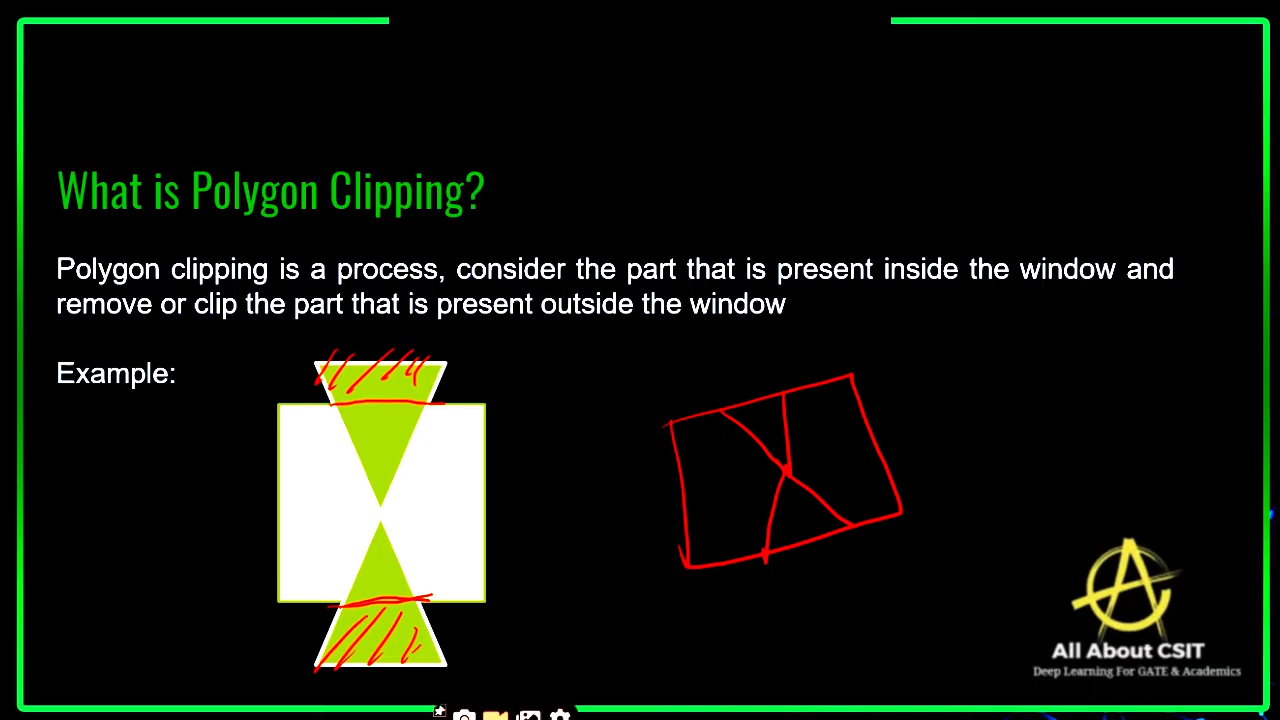 What is Polygon Clipping?
Polygon clipping is a process, consider the part that is present inside the window and
remove or clip the part that is present outside the window
Example:
All About CSIT
Deep Learning For GATE & Academics